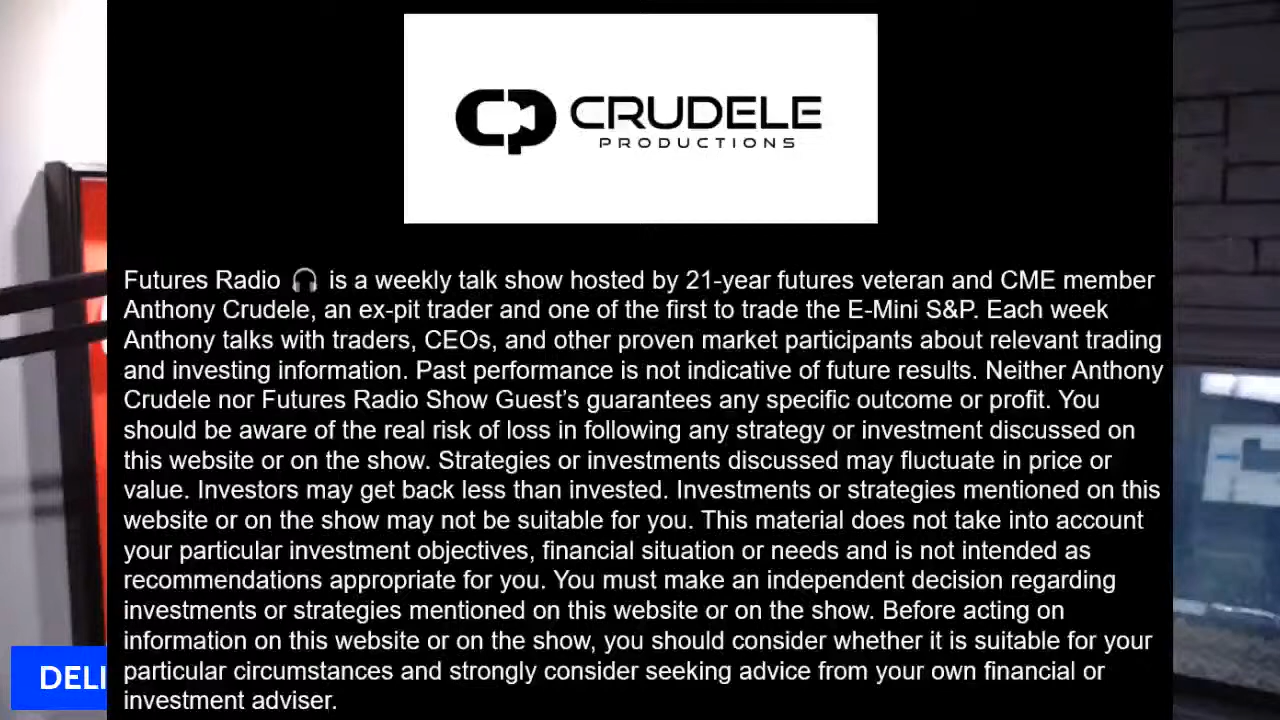 CRUDELE
PRODUCTIONS
Futures Radio 🎧 is a weekly talk show hosted by 21-year futures veteran and CME member
Anthony Crudele, an ex-pit trader and one of the first to trade the E-Mini S&P. Each week
Anthony talks with traders, CEOs, and other proven market participants about relevant trading
and investing information. Past performance is not indicative of future results. Neither Anthony
Crudele nor Futures Radio Show Guest’s guarantees any specific outcome or profit. You
should be aware of the real risk of loss in following any strategy or investment discussed on
this website or on the show. Strategies or investments discussed may fluctuate in price or
value. Investors may get back less than invested. Investments or strategies mentioned on this
website or on the show may not be suitable for you. This material does not take into account
your particular investment objectives, financial situation or needs and is not intended as
recommendations appropriate for you. You must make an independent decision regarding
investments or strategies mentioned on this website or on the show. Before acting on
information on this website or on the show, you should consider whether it is suitable for your
particular circumstances and strongly consider seeking advice from your own financial or
investment adviser.
DELI